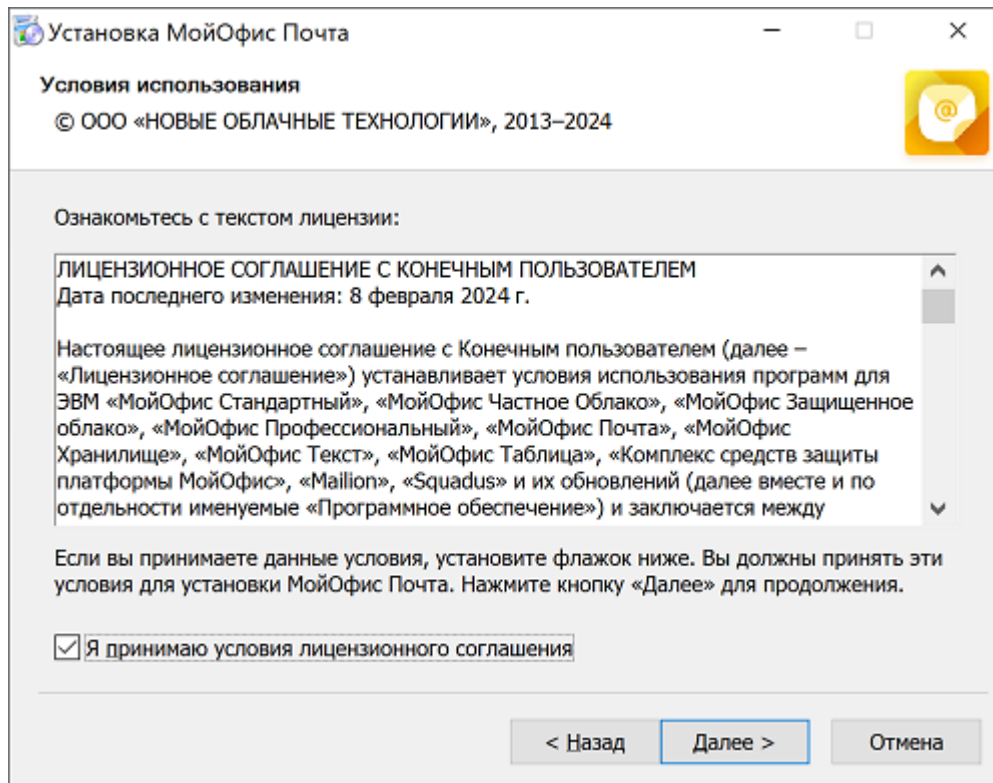 Установка МойОфис Почта
Условия использования
© ООО «НОВЫЕ ОБЛАЧНЫЕ ТЕХНОЛОГИИ», 2013–2024
@
Ознакомьтесь с текстом лицензии:
ЛИЦЕНЗИОННОЕ СОГЛАШЕНИЕ С КОНЕЧНЫМ ПОЛЬЗОВАТЕЛЕМ
Дата последнего изменения: 8 февраля 2024 г.
Настоящее лицензионное соглашение с Конечным пользователем (далее –
«Лицензионное соглашение») устанавливает условия использования программ для
ЭВМ «МойОфис Стандартный», «МойОфис Частное Облако», «МойОфис Защищенное
облако», «МойОфис Профессиональный», «МойОфис Почта», «МойОфис
Хранилище», «МойОфис Текст», «МойОфис Таблица», «Комплекс средств защиты
платформы МойОфис», «Mailion», «Squadus» и их обновлений (далее вместе и по
отдельности именуемые «Программное обеспечение») и заключается между
Если вы принимаете данные условия, установите флажок ниже. Вы должны принять эти
условия для установки МойОфис Почта. Нажмите кнопку «Далее» для продолжения.
Я принимаю условия лицензионного соглашения
< Назад
Далее >
Отмена